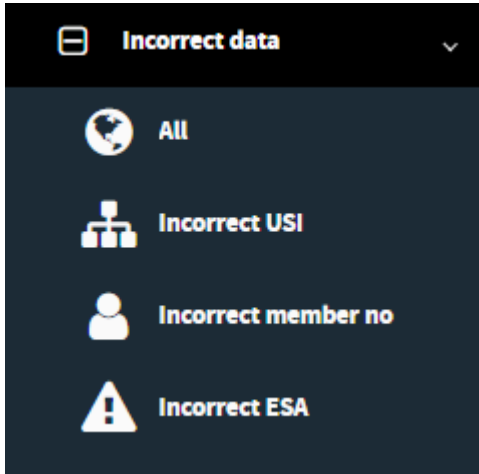 Incorrect data
All
Incorrect USI
Incorrect member no
Incorrect ESA